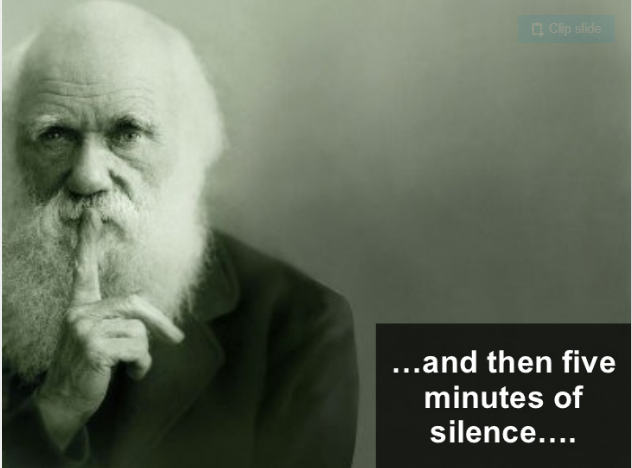 Clip slide
…and then five
minutes of
silence….